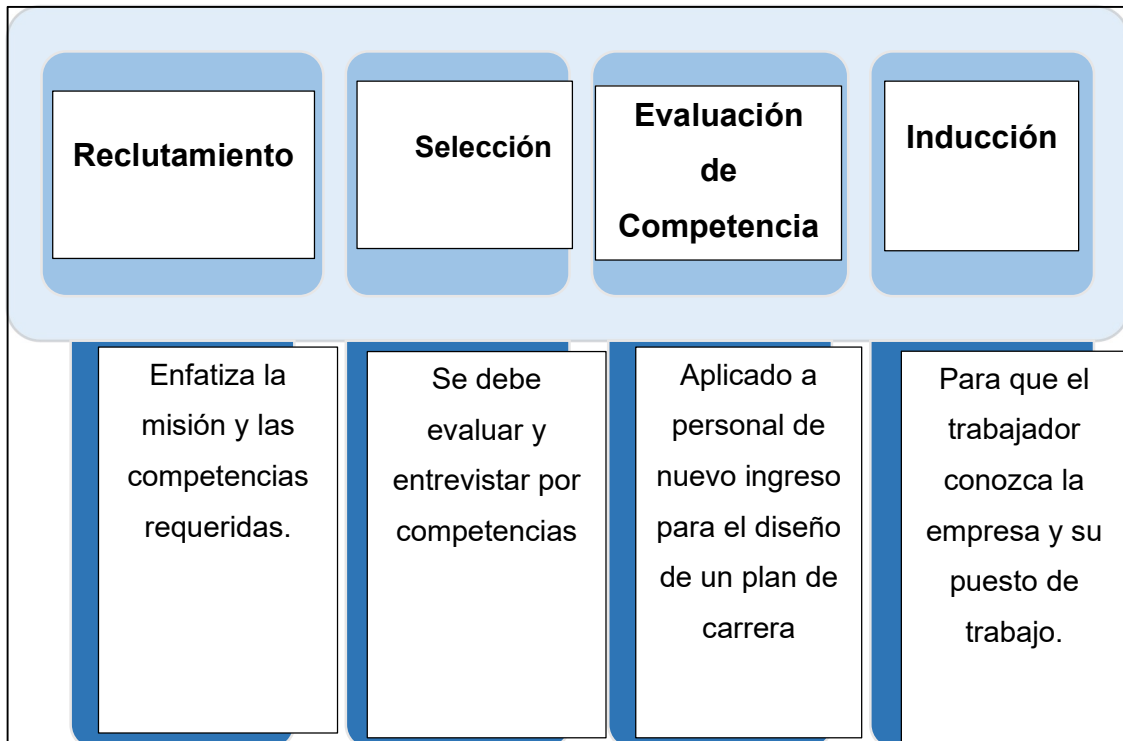 Reclutamiento
Selección
Evaluación
de
Competencia
Inducción
Enfatiza la
misión y las
competencias
requeridas.
Se debe
evaluar y
entrevistar por
competencias
Aplicado a
personal de
nuevo ingreso
para el diseño
de un plan de
carrera
Para que el
trabajador
conozca la
empresa y su
puesto de
trabajo.